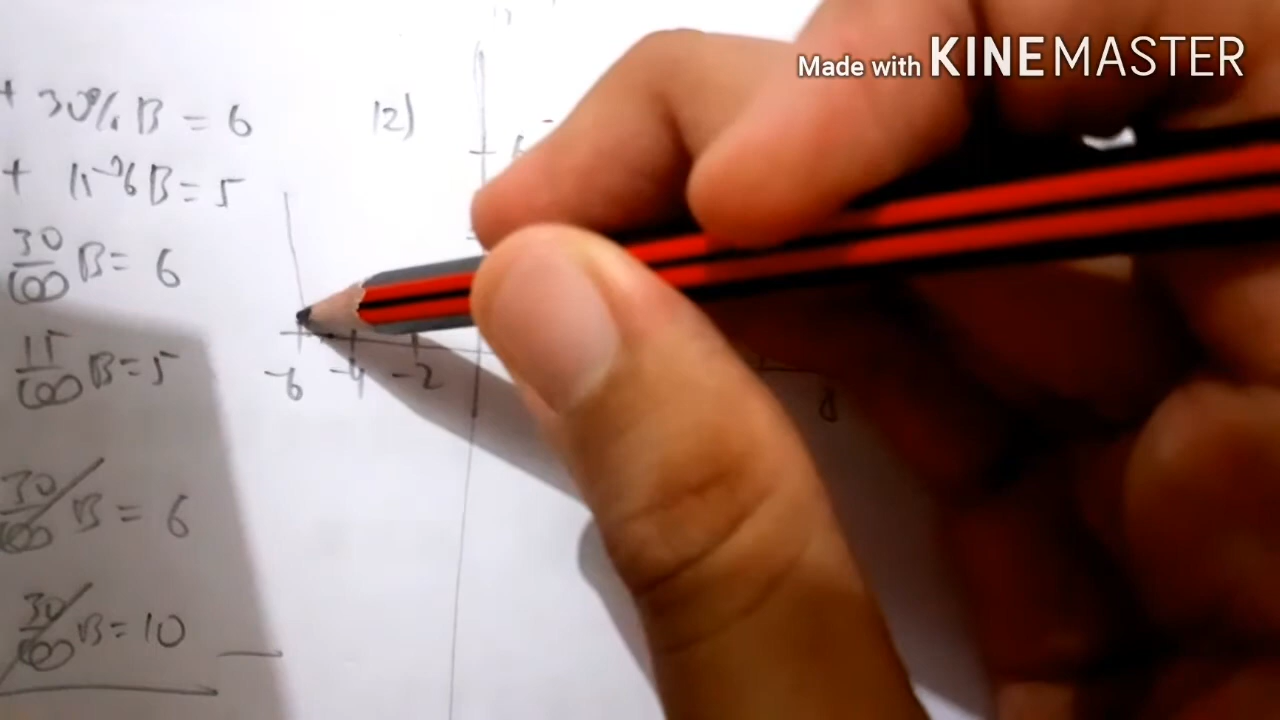 Made with KINEMASTER
+ 30% B = 6
+ 15% B = 5
30/100 B = 6
15/100 B = 5
30/100 B = 6
30/100 B = 10
12)
6
-6 -4 -2 8